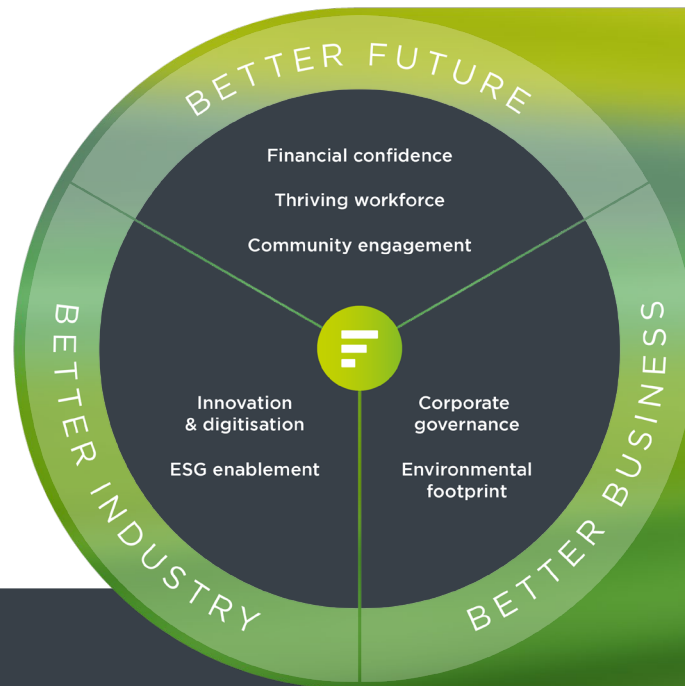 BETTER FUTURE
Financial confidence
Thriving workforce
Community engagement
BETTER INDUSTRY
Innovation
& digitisation
ESG enablement
BETTER BUSINESS
Corporate
governance
Environmental
footprint